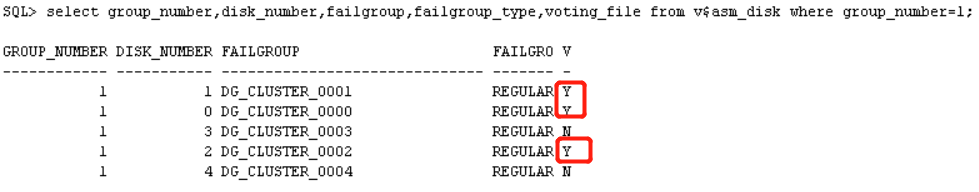 SQL> select group_number,disk_number,failgroup,failgroup_type,voting_file from v$asm_disk where group_number=1;
GROUP_NUMBER DISK_NUMBER FAILGROUP                      FAILGRO V
------------ ----------- ------------------------------ ------- -
           1           1 DG_CLUSTER_0001                REGULAR Y
           1           0 DG_CLUSTER_0000                REGULAR Y
           1           3 DG_CLUSTER_0003                REGULAR N
           1           2 DG_CLUSTER_0002                REGULAR Y
           1           4 DG_CLUSTER_0004                REGULAR N